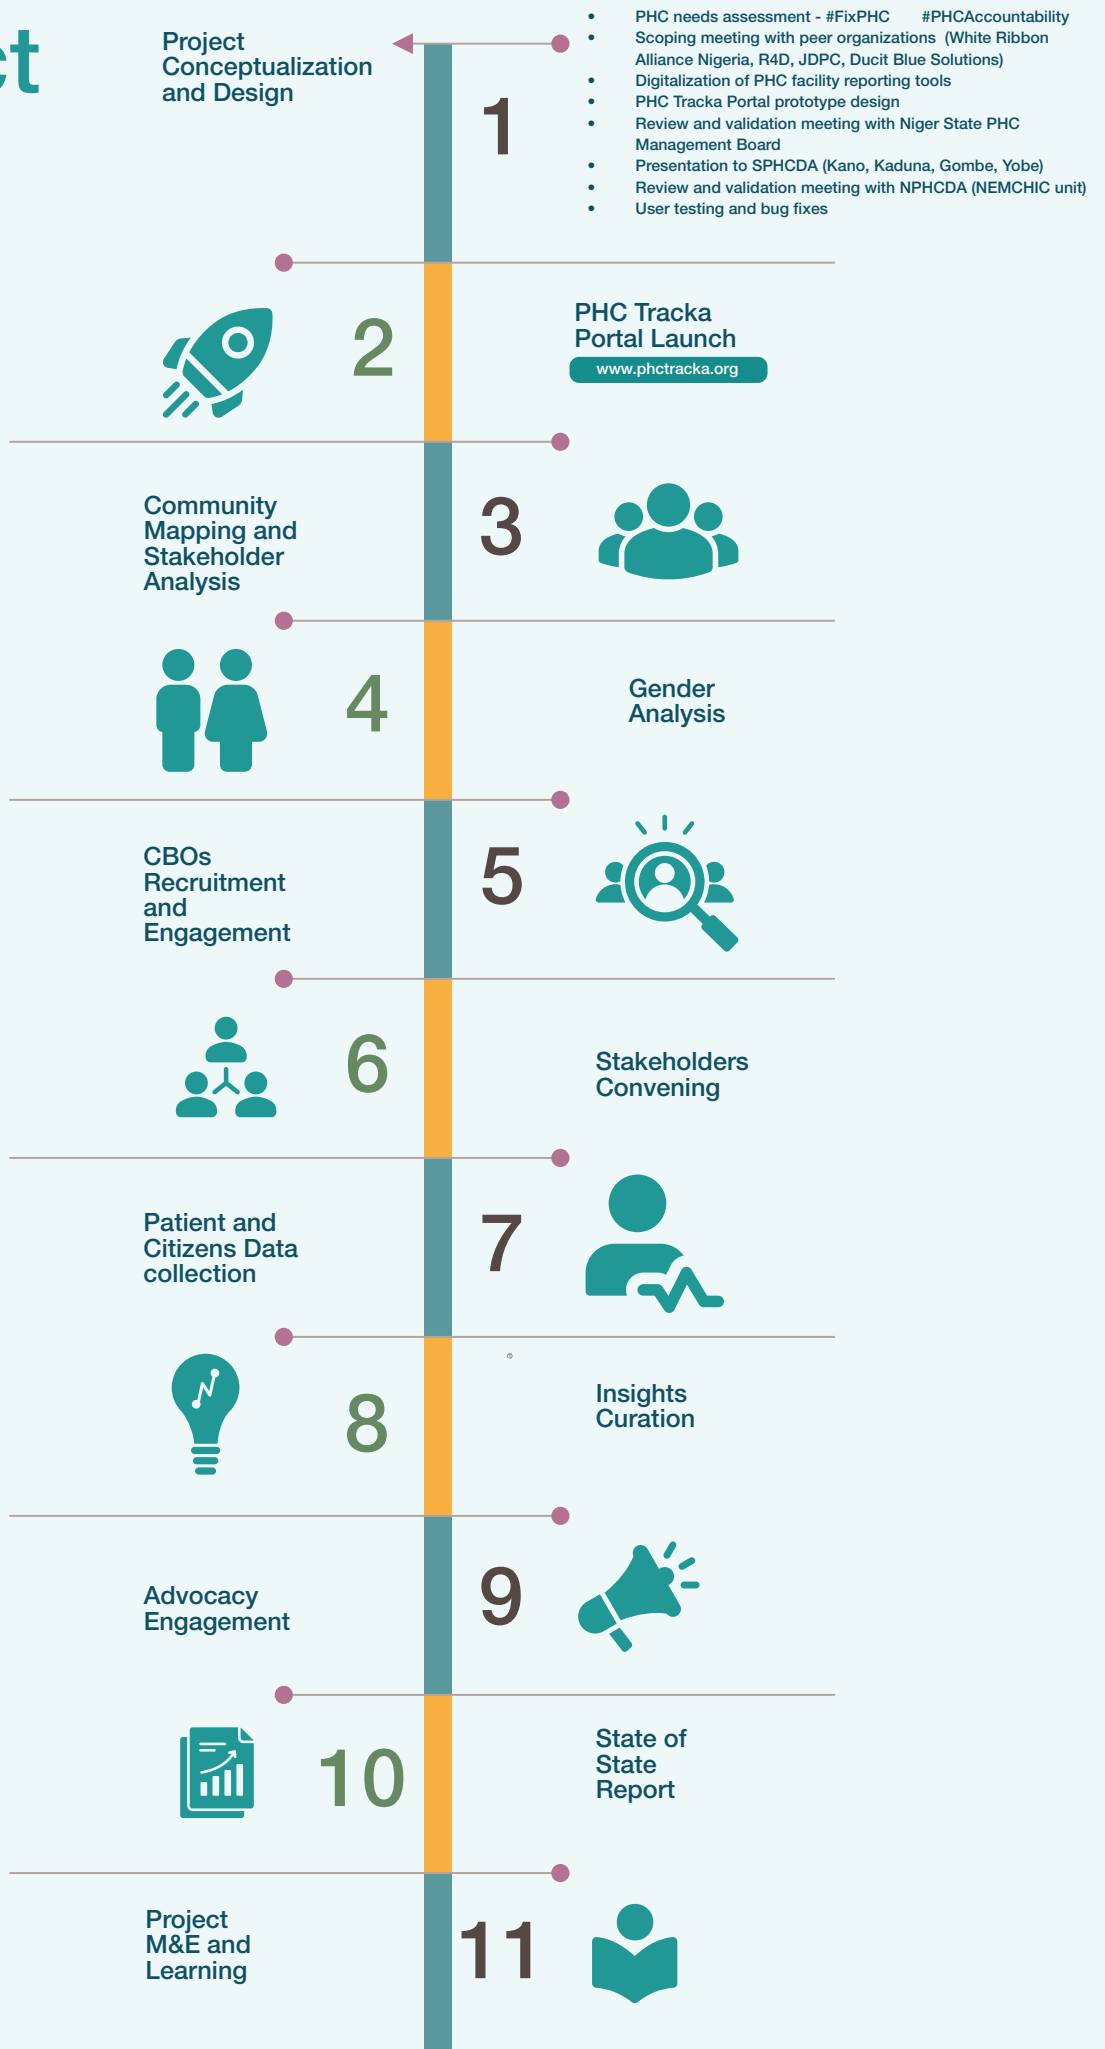 ct
Project
Conceptualization
and Design
1
• PHC needs assessment - #FixPHC #PHCAccountability
• Scoping meeting with peer organizations (White Ribbon
Alliance Nigeria, R4D, JDPC, Ducit Blue Solutions)
• Digitalization of PHC facility reporting tools
• PHC Tracka Portal prototype design
• Review and validation meeting with Niger State PHC
Management Board
• Presentation to SPHCDA (Kano, Kaduna, Gombe, Yobe)
• Review and validation meeting with NPHCDA (NEMCHIC unit)
• User testing and bug fixes
2
PHC Tracka
Portal Launch
www.phctracka.org
Community
Mapping and
Stakeholder
Analysis
3
4
Gender
Analysis
CBOs
Recruitment
and
Engagement
5
6
Stakeholders
Convening
Patient and
Citizens Data
collection
7
8
Insights
Curation
Advocacy
Engagement
9
10
State of
State
Report
Project
M&E and
Learning
11